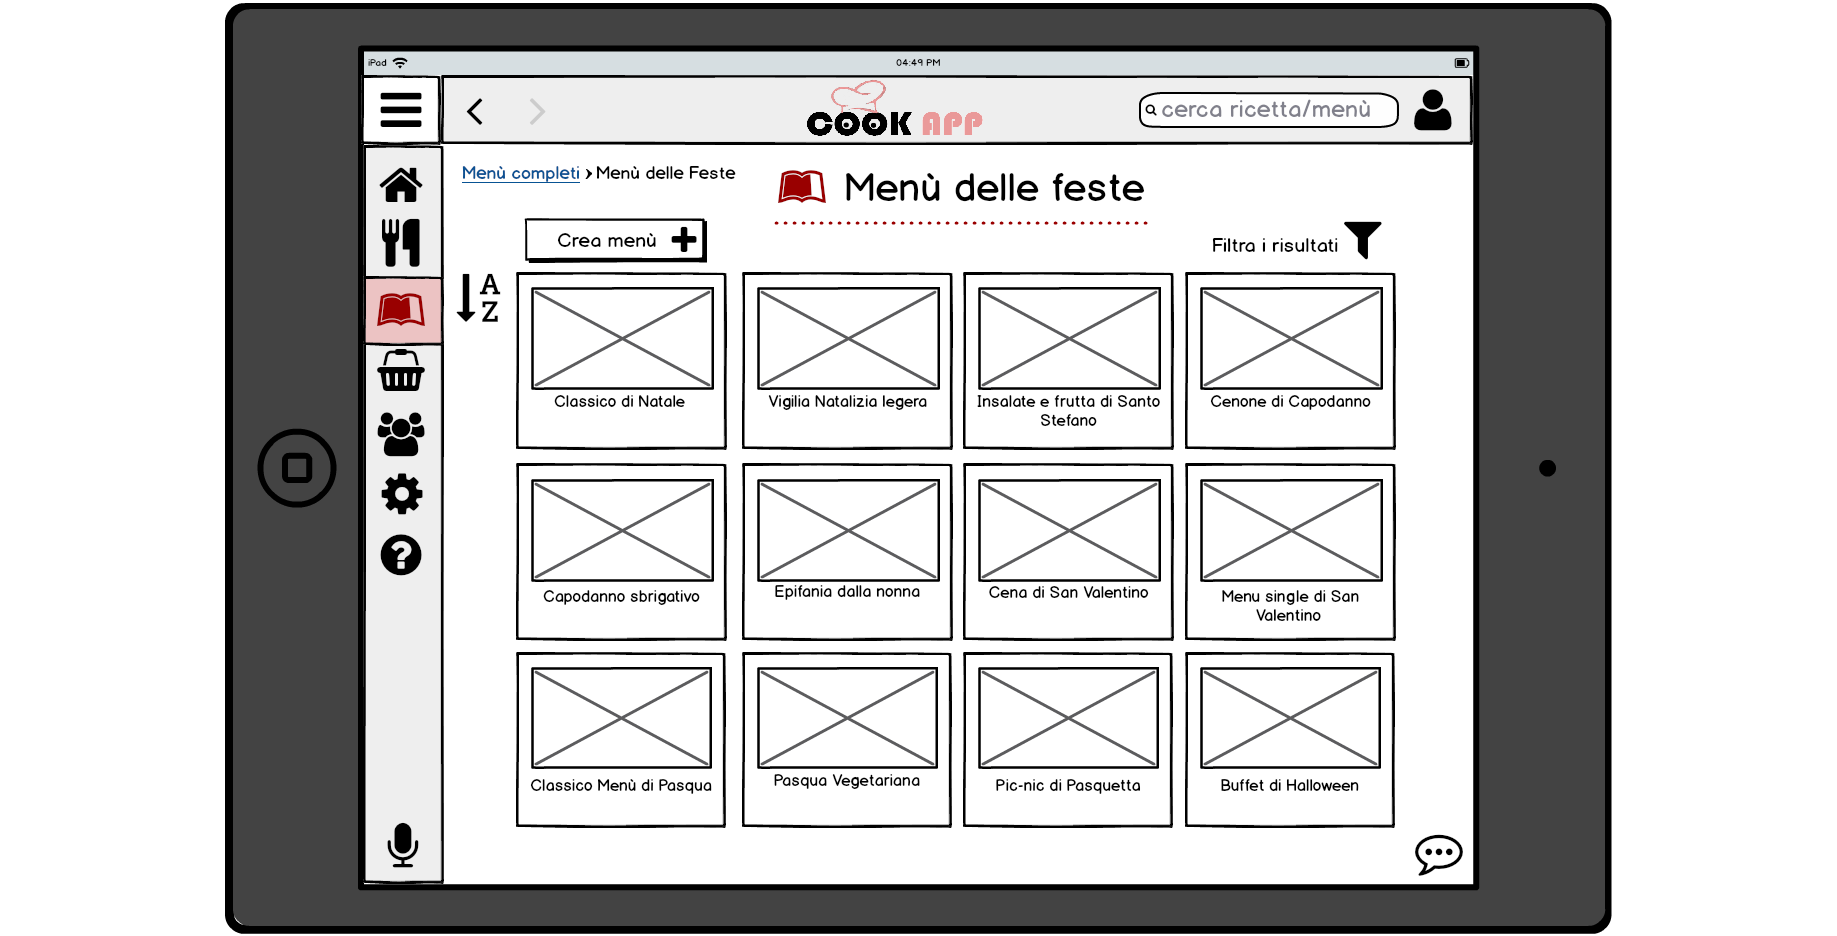 iPad
04:49 PM
COOK APP
cerca ricetta/menù
Menù completi > Menù delle Feste
Menù delle feste
Crea menù
Filtra i risultati
A
Z
Classico di Natale
Vigilia Natalizia legera
Insalate e frutta di Santo
Stefano
Cenone di Capodanno
Capodanno sbrigativo
Epifania dalla nonna
Cena di San Valentino
Menu single di San
Valentino
Classico Menù di Pasqua
Pasqua Vegetariana
Pic-nic di Pasquetta
Buffet di Halloween